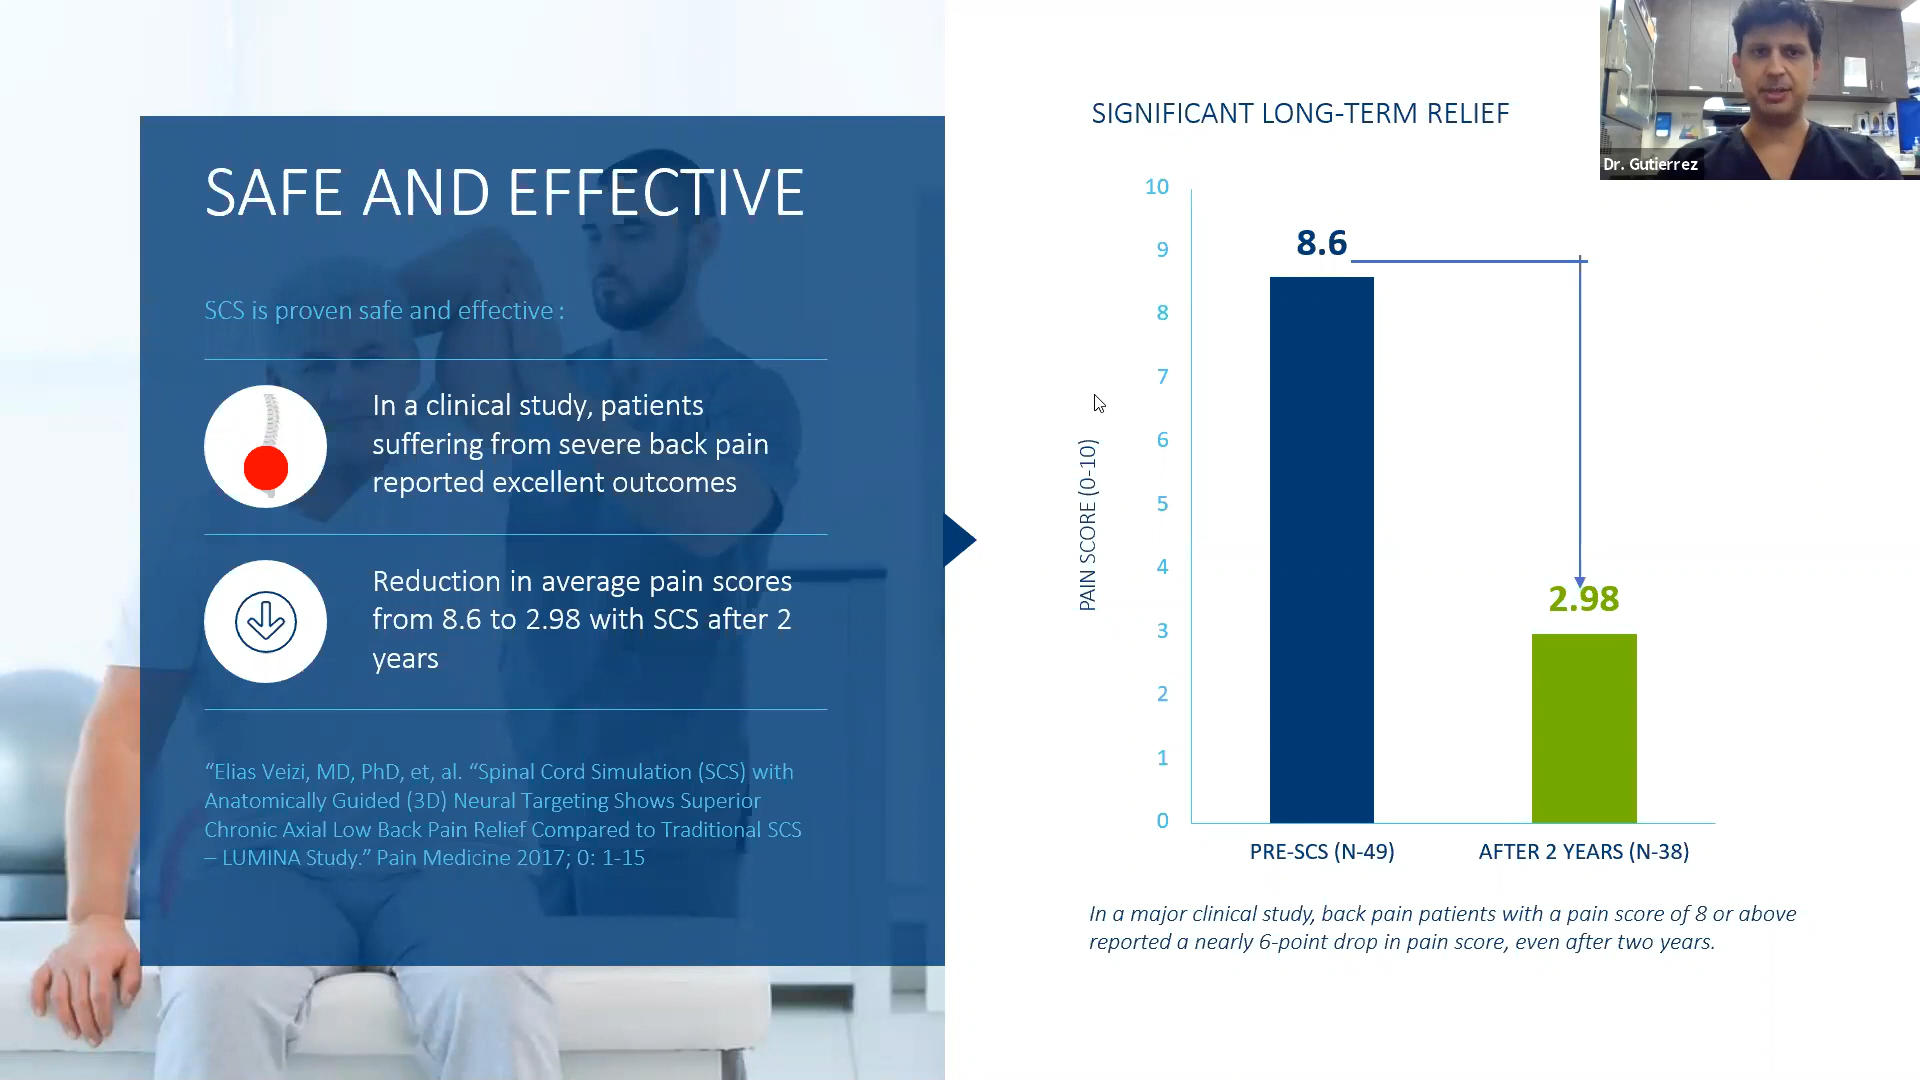 SAFE AND EFFECTIVE
SCS is proven safe and effective :
In a clinical study, patients
suffering from severe back pain
reported excellent outcomes
Reduction in average pain scores
from 8.6 to 2.98 with SCS after 2
years
“Elias Veizi, MD, PhD, et, al. “Spinal Cord Simulation (SCS) with
Anatomically Guided (3D) Neural Targeting Shows Superior
Chronic Axial Low Back Pain Relief Compared to Traditional SCS
– LUMINA Study.” Pain Medicine 2017; 0: 1-15
SIGNIFICANT LONG-TERM RELIEF
PAIN SCORE (0-10)
10
9
8
7
6
5
4
3
2
1
0
8.6
2.98
PRE-SCS (N-49)
AFTER 2 YEARS (N-38)
In a major clinical study, back pain patients with a pain score of 8 or above
reported a nearly 6-point drop in pain score, even after two years.
Dr. Gutierrez